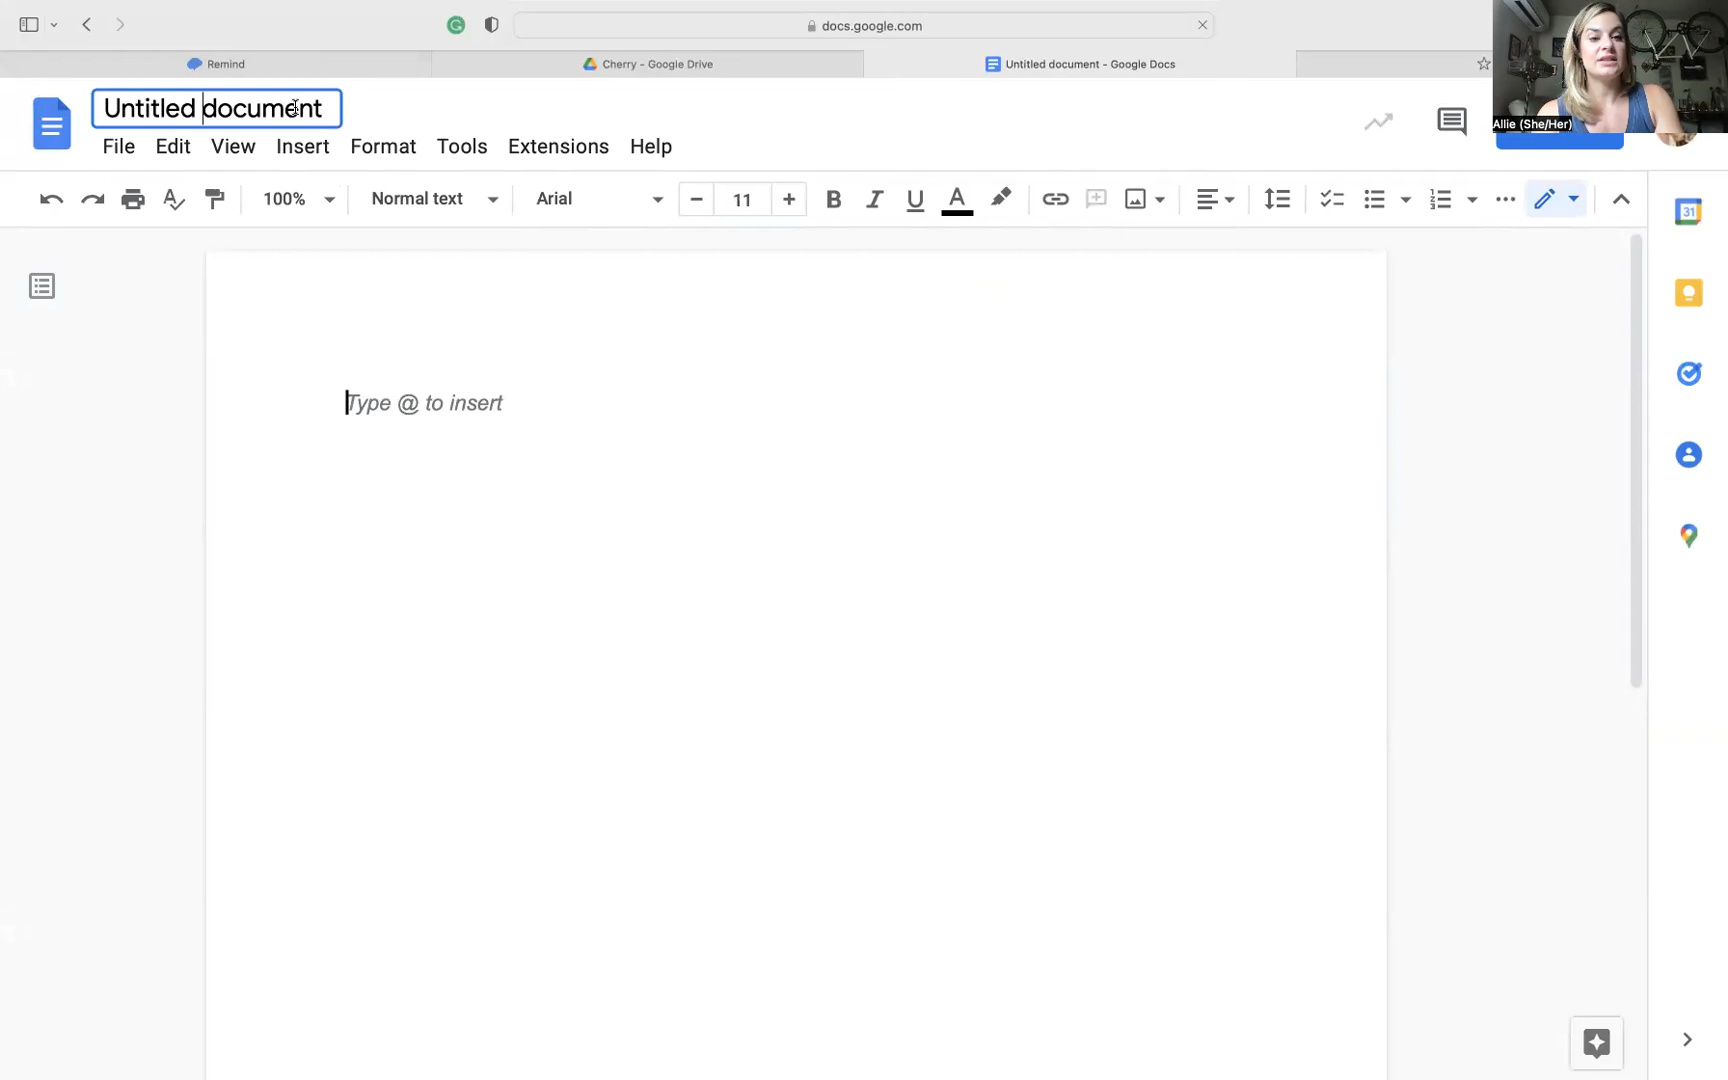 docs.google.com
Remind
Cherry - Google Drive
Untitled document - Google Docs
Allie (She/Her)
Untitled document
File Edit View Insert Format Tools Extensions Help
100% Normal text Arial 11 B I U A
31
Type @ to insert